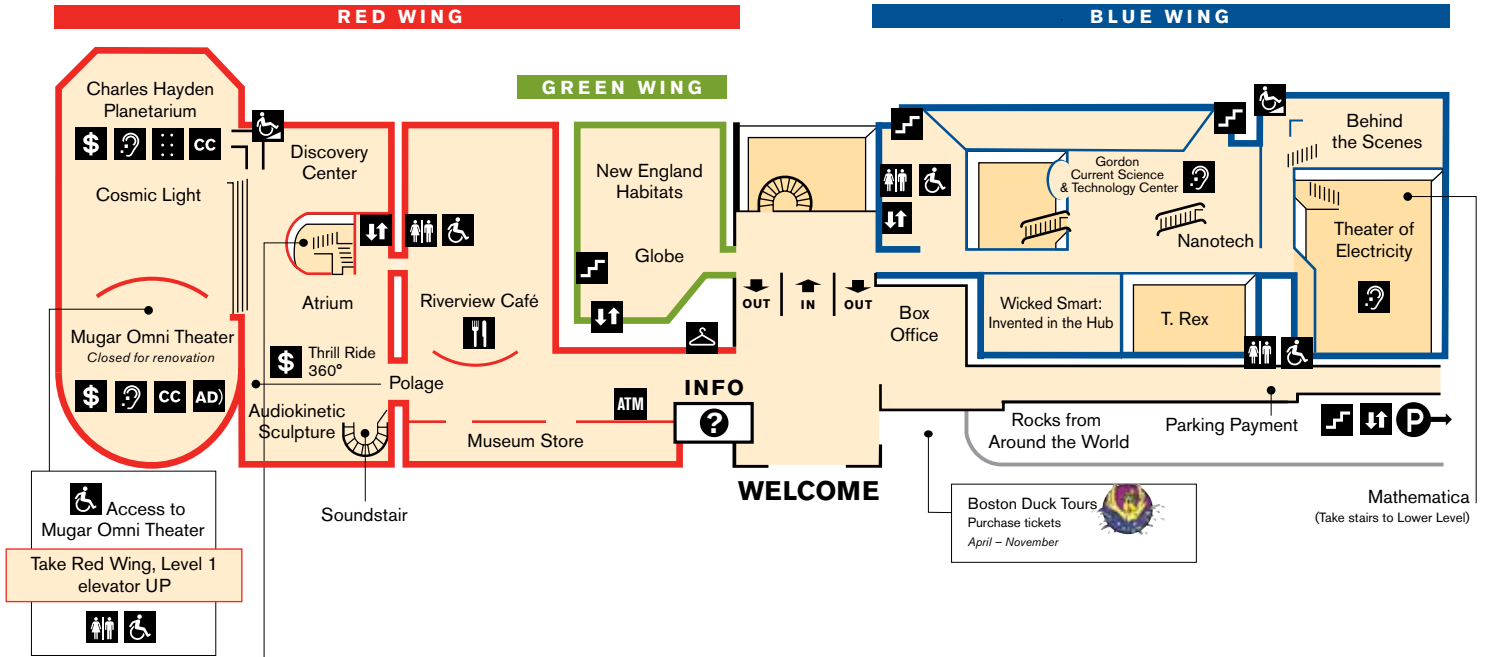 RED WING
BLUE WING
GREEN WING
Charles Hayden
Planetarium
$
CC
Cosmic Light
Discovery
Center
Atrium
Mugar Omni Theater
Closed for renovation
$
CC
AD)
$
Thrill Ride
360°
Polage
Audiokinetic
Sculpture
Soundstair
Riverview Café
ATM
Museum Store
New England
Habitats
Globe
INFO
?
OUT
IN
OUT
WELCOME
Box
Office
Gordon
Current Science
& Technology Center
Nanotech
Wicked Smart:
Invented in the Hub
T. Rex
Behind
the Scenes
Theater of
Electricity
Rocks from
Around the World
Parking Payment
P
Mathematica
(Take stairs to Lower Level)
Boston Duck Tours
Purchase tickets
April – November
Access to
Mugar Omni Theater
Take Red Wing, Level 1
elevator UP